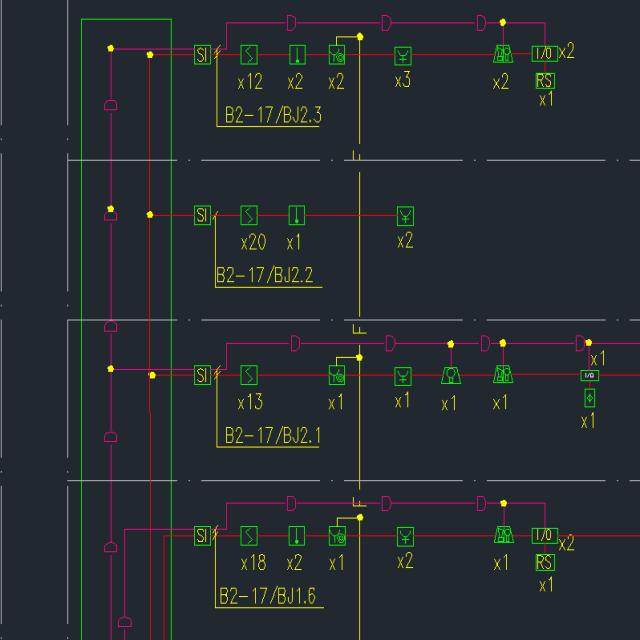 D D D
SI I/O x2
x12 x2 x2 x3 x2 RS
x1
B2-17/BJ2.3
F
SI
x20 x1 x2
B2-17/BJ2.2
F
D D D D
x1
SI I/O
x13 x1 x1 x1 x1 x1
B2-17/BJ2.1
F
D D D
SI I/O x2
x18 x2 x1 x2 x1 RS
x1
B2-17/BJ1.6